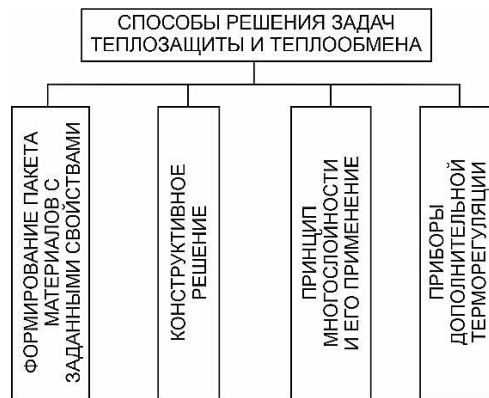 СПОСОБЫ РЕШЕНИЯ ЗАДАЧ
ТЕПЛОЗАЩИТЫ И ТЕПЛООБМЕНА
ФОРМИРОВАНИЕ ПАКЕТА
МАТЕРИАЛОВ С
ЗАДАННЫМИ СВОЙСТВАМИ
КОНСТРУКТИВНОЕ
РЕШЕНИЕ
ПРИНЦИП
МНОГОСЛОЙНОСТИ
И ЕГО ПРИМЕНЕНИЕ
ПРИБОРЫ
ДОПОЛНИТЕЛЬНОЙ
ТЕРМОРЕГУЛЯЦИИ